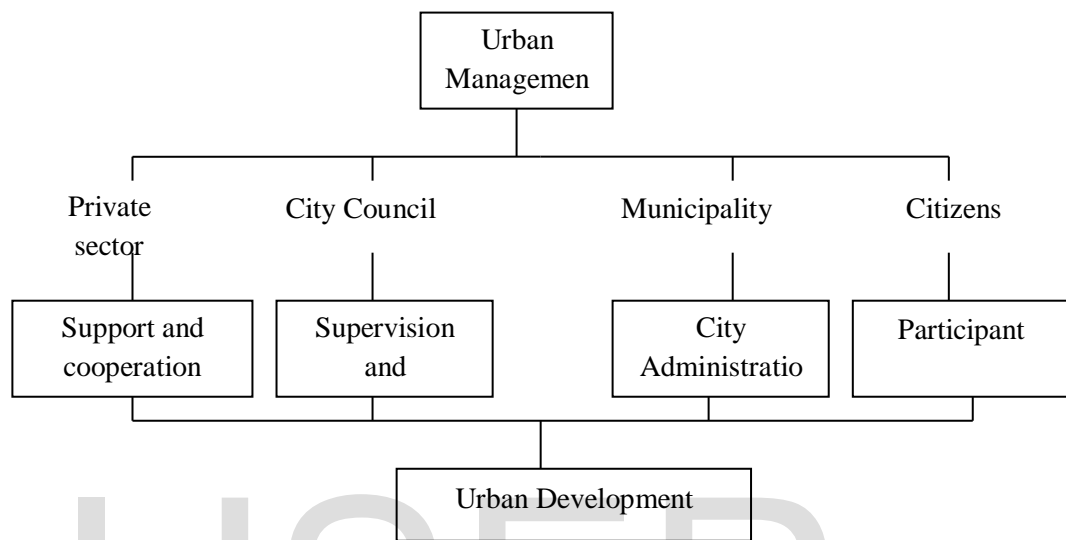 Urban
Managemen
Private
sector
City Council
Municipality
Citizens
Support and
cooperation
Supervision
and
City
Administratio
Participant
Urban Development